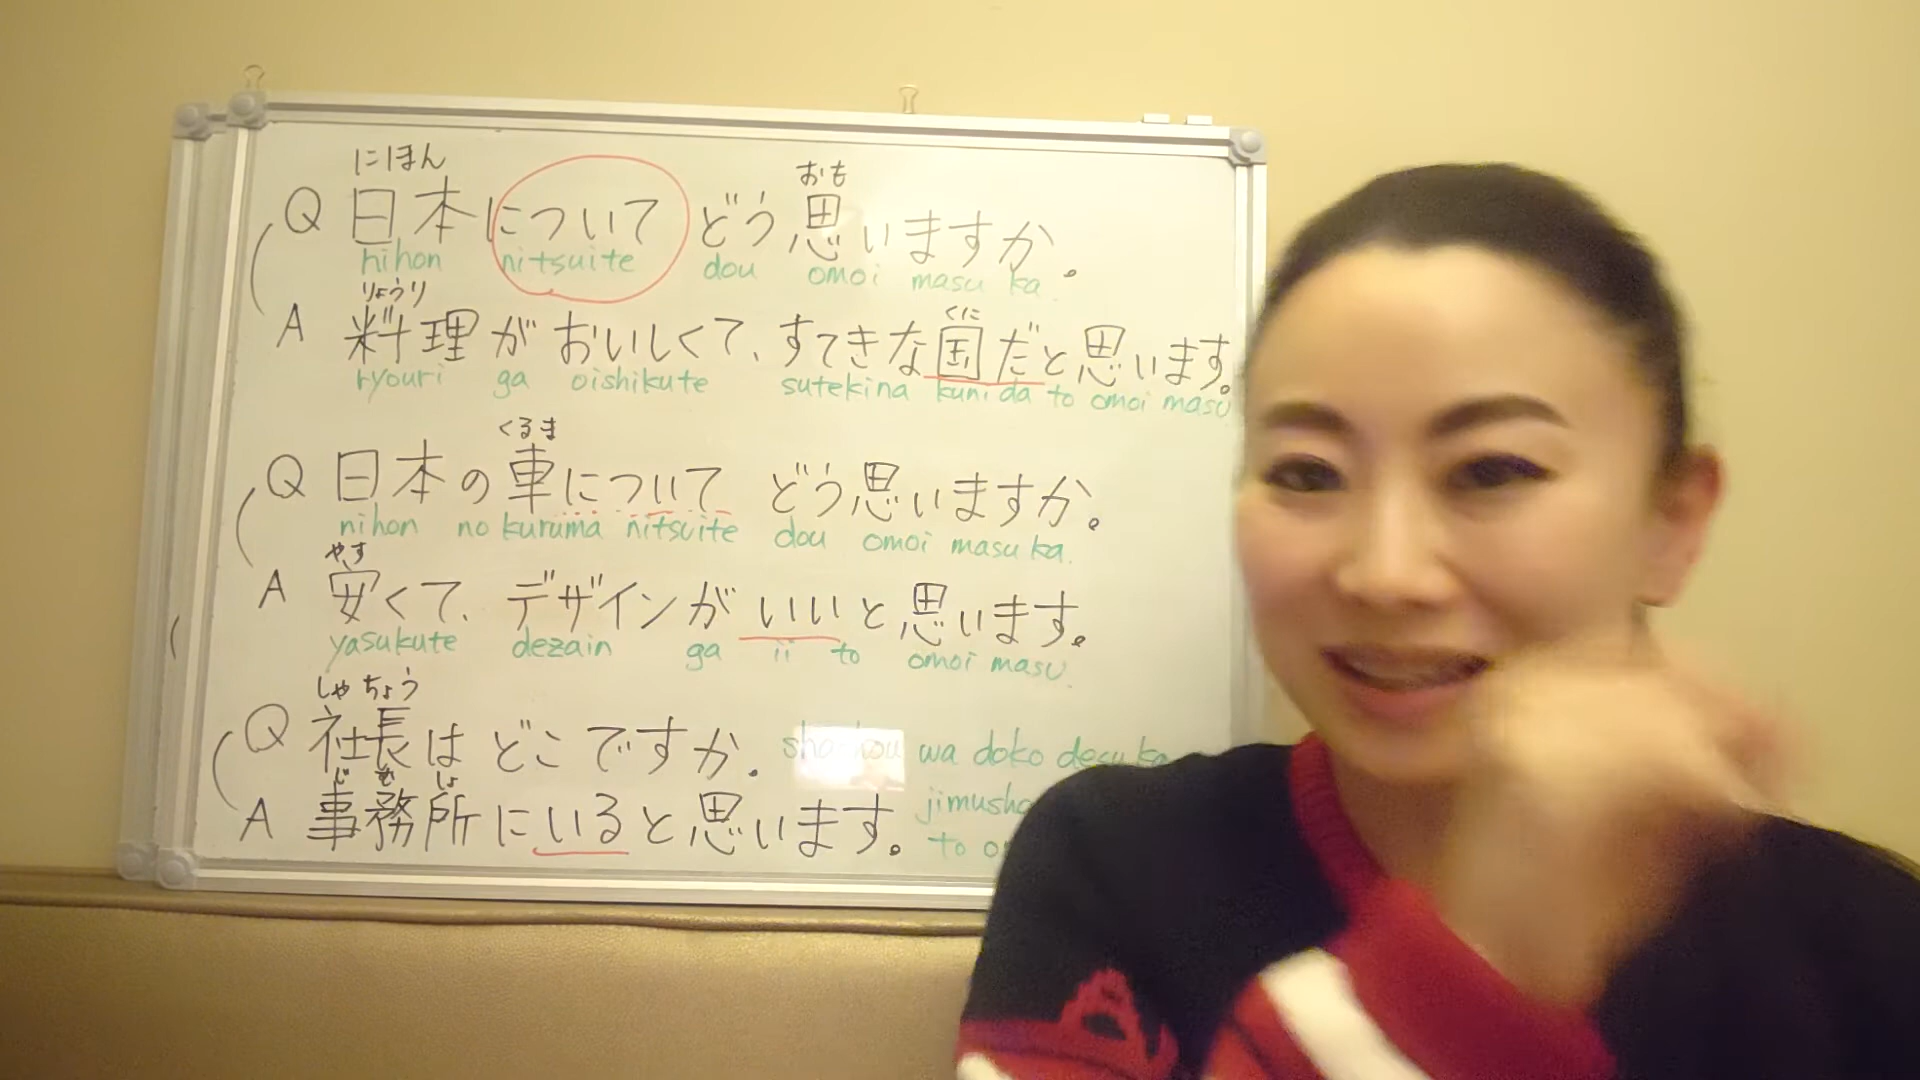 にほん おも
Q 日本について どう思いますか.
nihon nitsuite dou omoi masu ka.
りょうり くに
A 料理がおいしくて、すてきな国だと思います。
ryouri ga oishikute sutekina kuni da to omoi masu
くるま
Q 日本の車について どう思いますか。
nihon no kuruma nitsuite dou omoi masu ka.
やす
A 安くて、デザインがいいと思います。
yasukute dezain ga ii to omoi masu.
しゃちょう
Q 社長はどこですか. wa doko desu ka
じ む しょ
A 事務所にいると思います。 jimusho
to